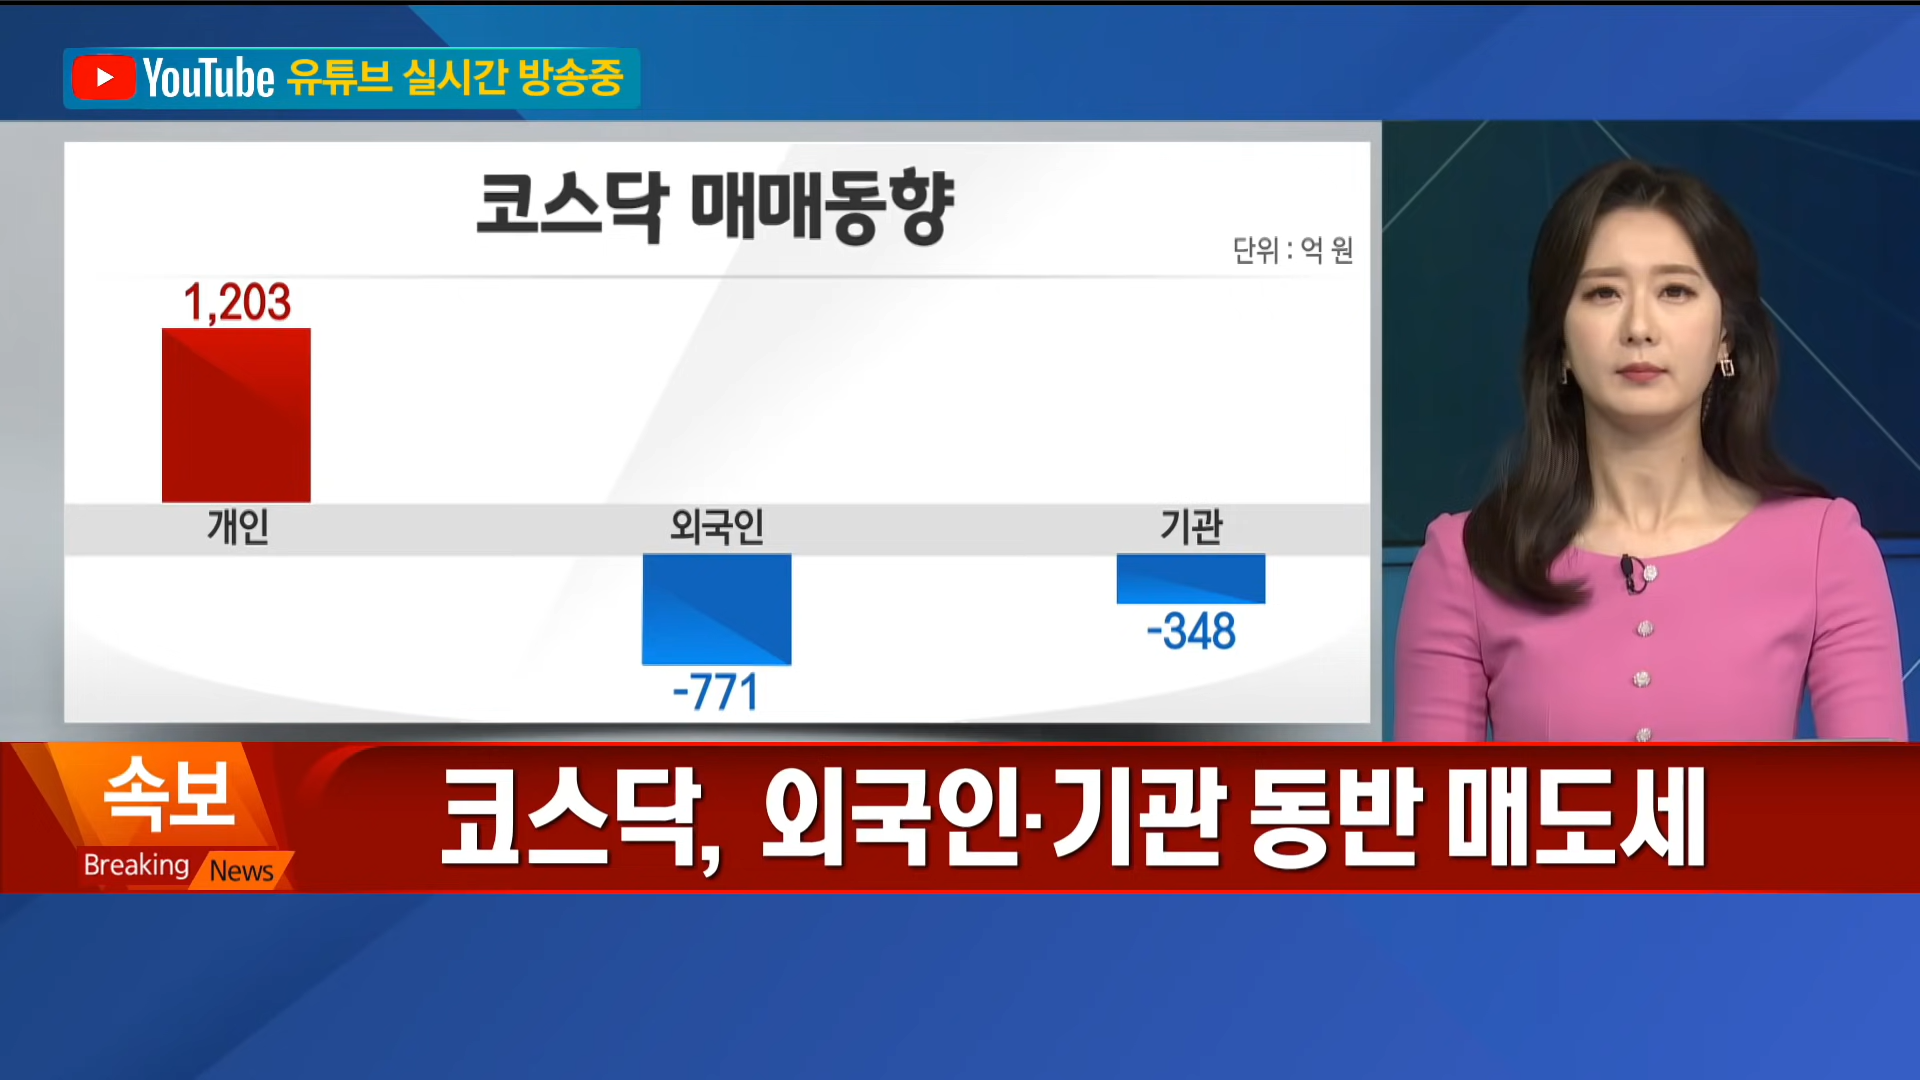 YouTube 유튜브 실시간 방송중
코스닥 매매동향
단위 : 억 원
1,203
개인
외국인
기관
-771
-348
속보
Breaking News
코스닥, 외국인·기관 동반 매도세